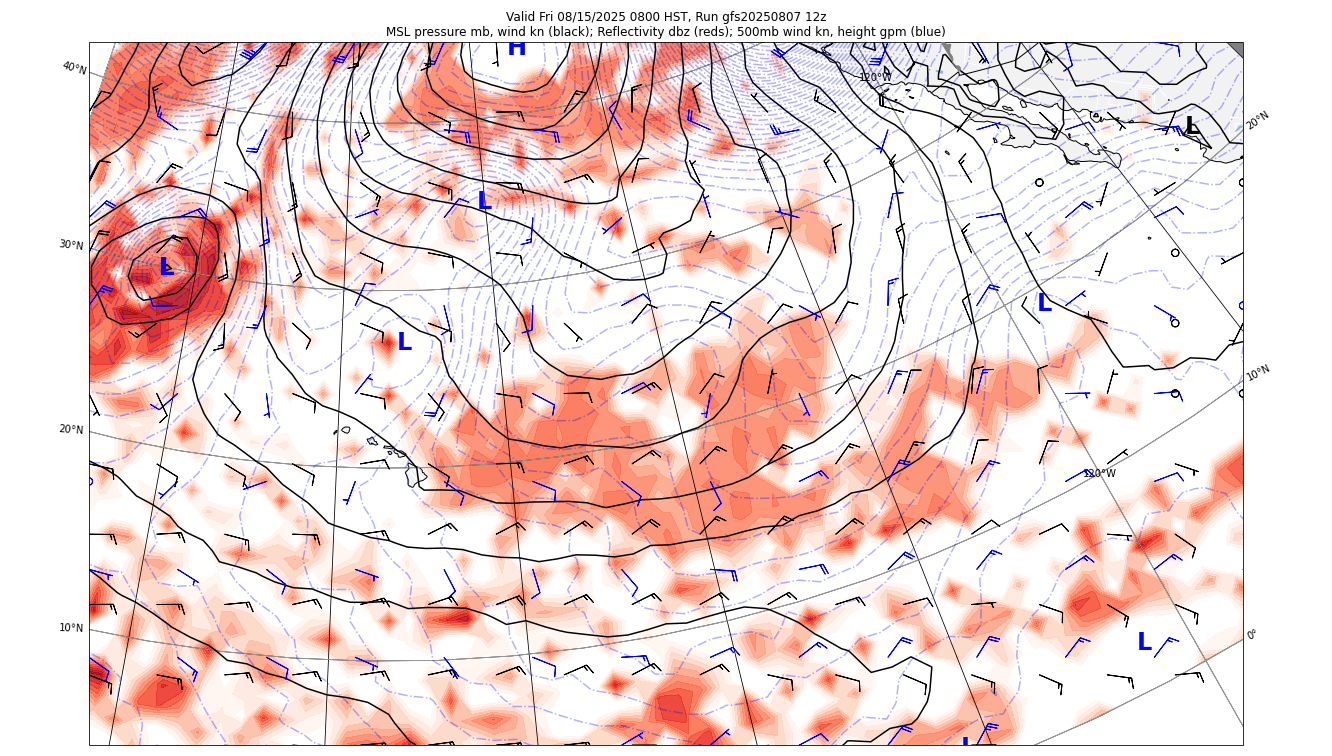 Valid Fri 08/15/2025 0800 HST, Run gfs20250807 12z
MSL pressure mb, wind kn (black); Reflectivity dbz (reds); 500mb wind kn, height gpm (blue)
H
40°N
120°W
L
20°N
L
30°N
L
L
L
10°N
20°N
120°W
10°N
L
0°
L